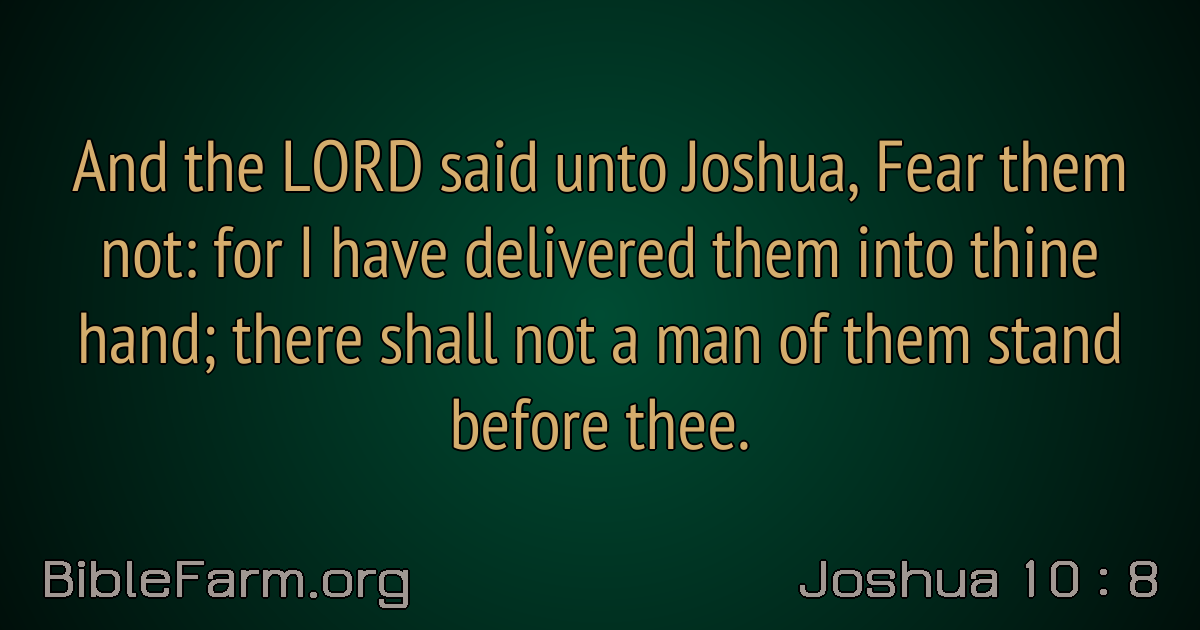 And the LORD said unto Joshua, Fear them
not: for I have delivered them into thine
hand; there shall not a man of them stand
before thee.
BibleFarm.org
Joshua 10 : 8